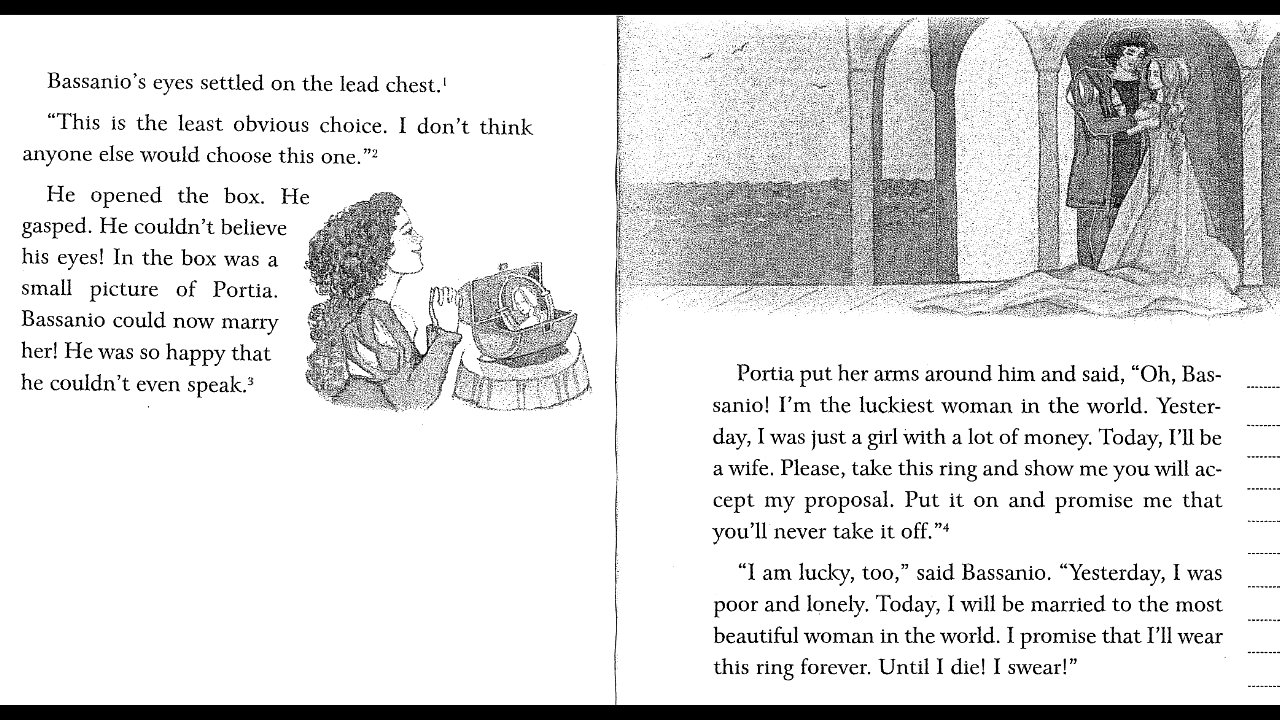 Bassanio's eyes settled on the lead chest.¹
“This is the least obvious choice. I don't think
anyone else would choose this one.”²
He opened the box. He
gasped. He couldn't believe
his eyes! In the box was a
small picture of Portia.
Bassanio could now marry
her! He was so happy that
he couldn't even speak.³
Portia put her arms around him and said, “Oh, Bas-
sanio! I'm the luckiest woman in the world. Yester-
day, I was just a girl with a lot of money. Today, I'll be
a wife. Please, take this ring and show me you will ac-
cept my proposal. Put it on and promise me that
you'll never take it off.”⁴
“I am lucky, too,” said Bassanio. “Yesterday, I was
poor and lonely. Today, I will be married to the most
beautiful woman in the world. I promise that I'll wear
this ring forever. Until I die! I swear!”